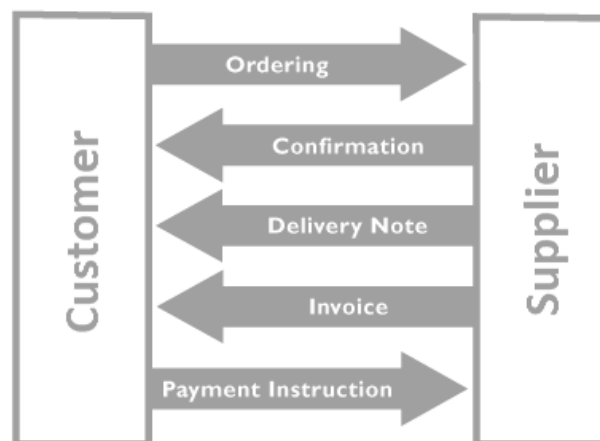 Customer
Ordering
Confirmation
Delivery Note
Invoice
Payment Instruction
Supplier